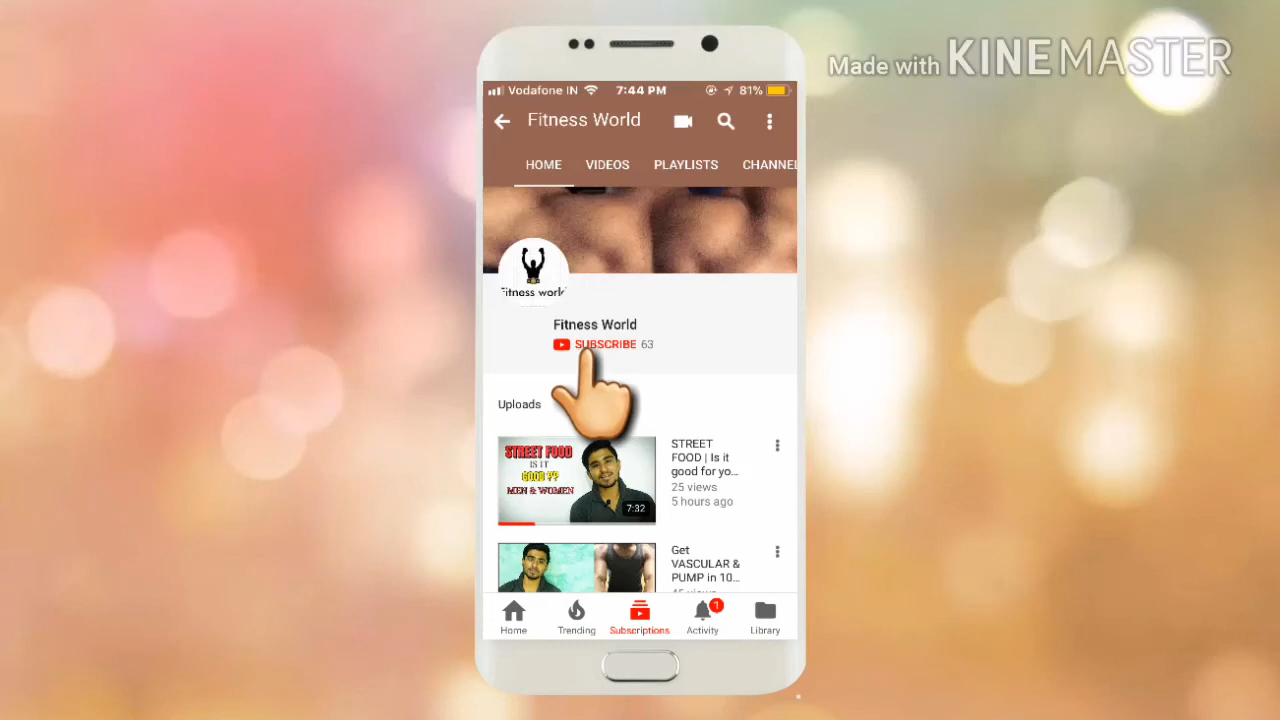 Made with KINEMASTER
Vodafone IN 7:44 PM 81%
Fitness World
HOME VIDEOS PLAYLISTS CHANNEL
Fitness world
Fitness World
SUBSCRIBE 63
Uploads
STREET FOOD
IS IT
GOOD ??
MEN & WOMEN
7:32
STREET
FOOD | Is it
good for yo...
25 views
5 hours ago
Get
VASCULAR &
PUMP in 10...
1
Home Trending Subscriptions Activity Library